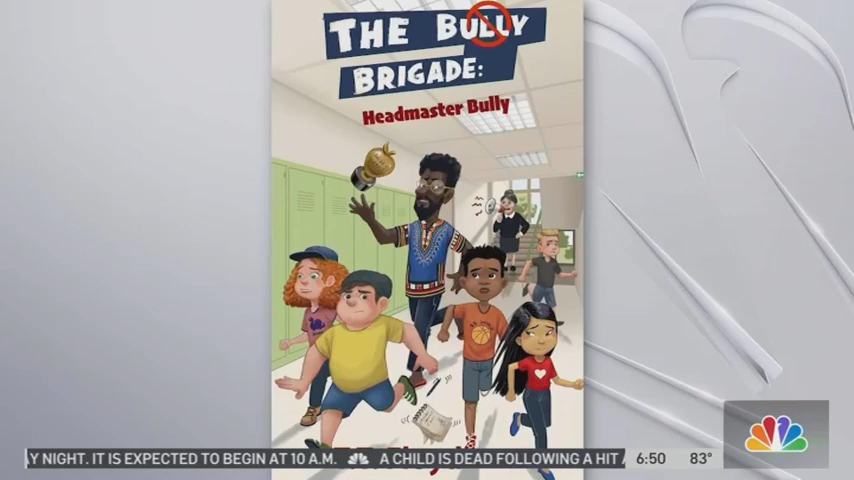 THE BULLY
BRIGADE:
Headmaster Bully
Y NIGHT. IT IS EXPECTED TO BEGIN AT 10 A.M. A CHILD IS DEAD FOLLOWING A HIT
6:50 83°